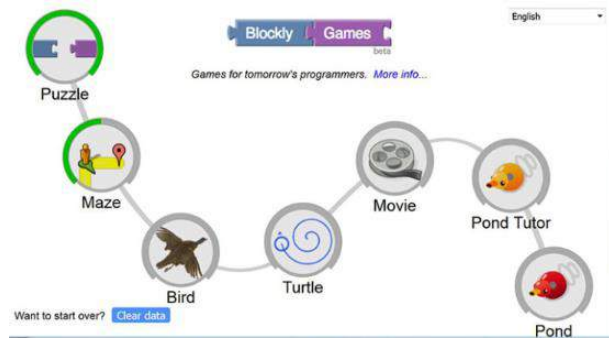 English
Blockly Games
beta
Games for tomorrow's programmers. More info...
Puzzle
Maze
Bird
Turtle
Movie
Pond Tutor
Pond
Want to start over? Clear data